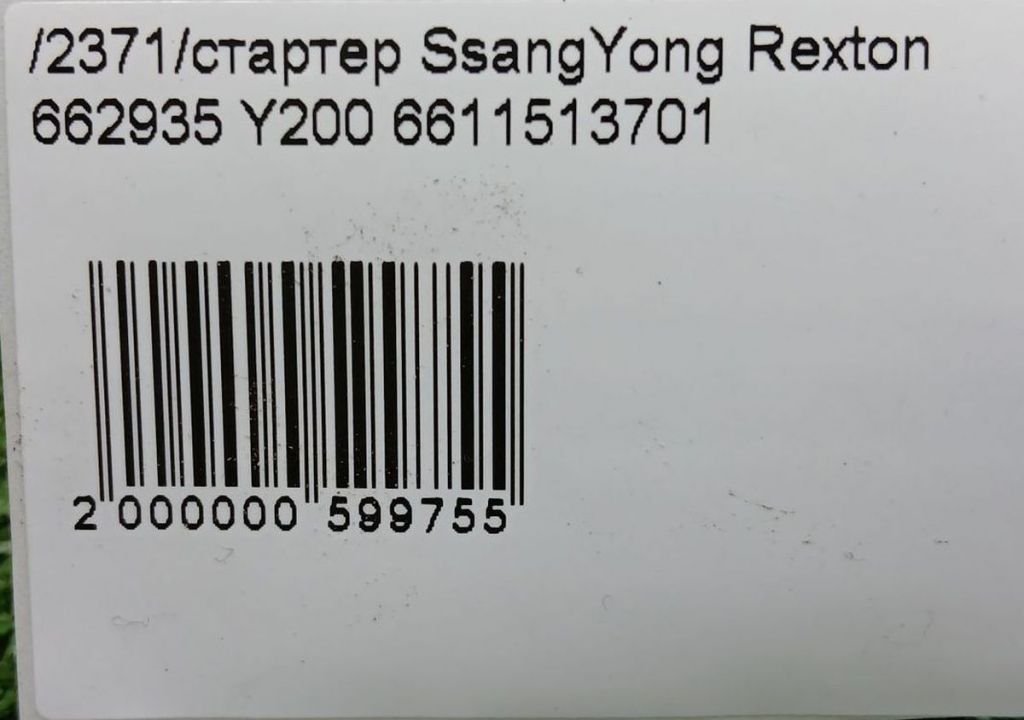 /2371/стартер SsangYong Rexton
662935 Y200 6611513701
2 000000 599755